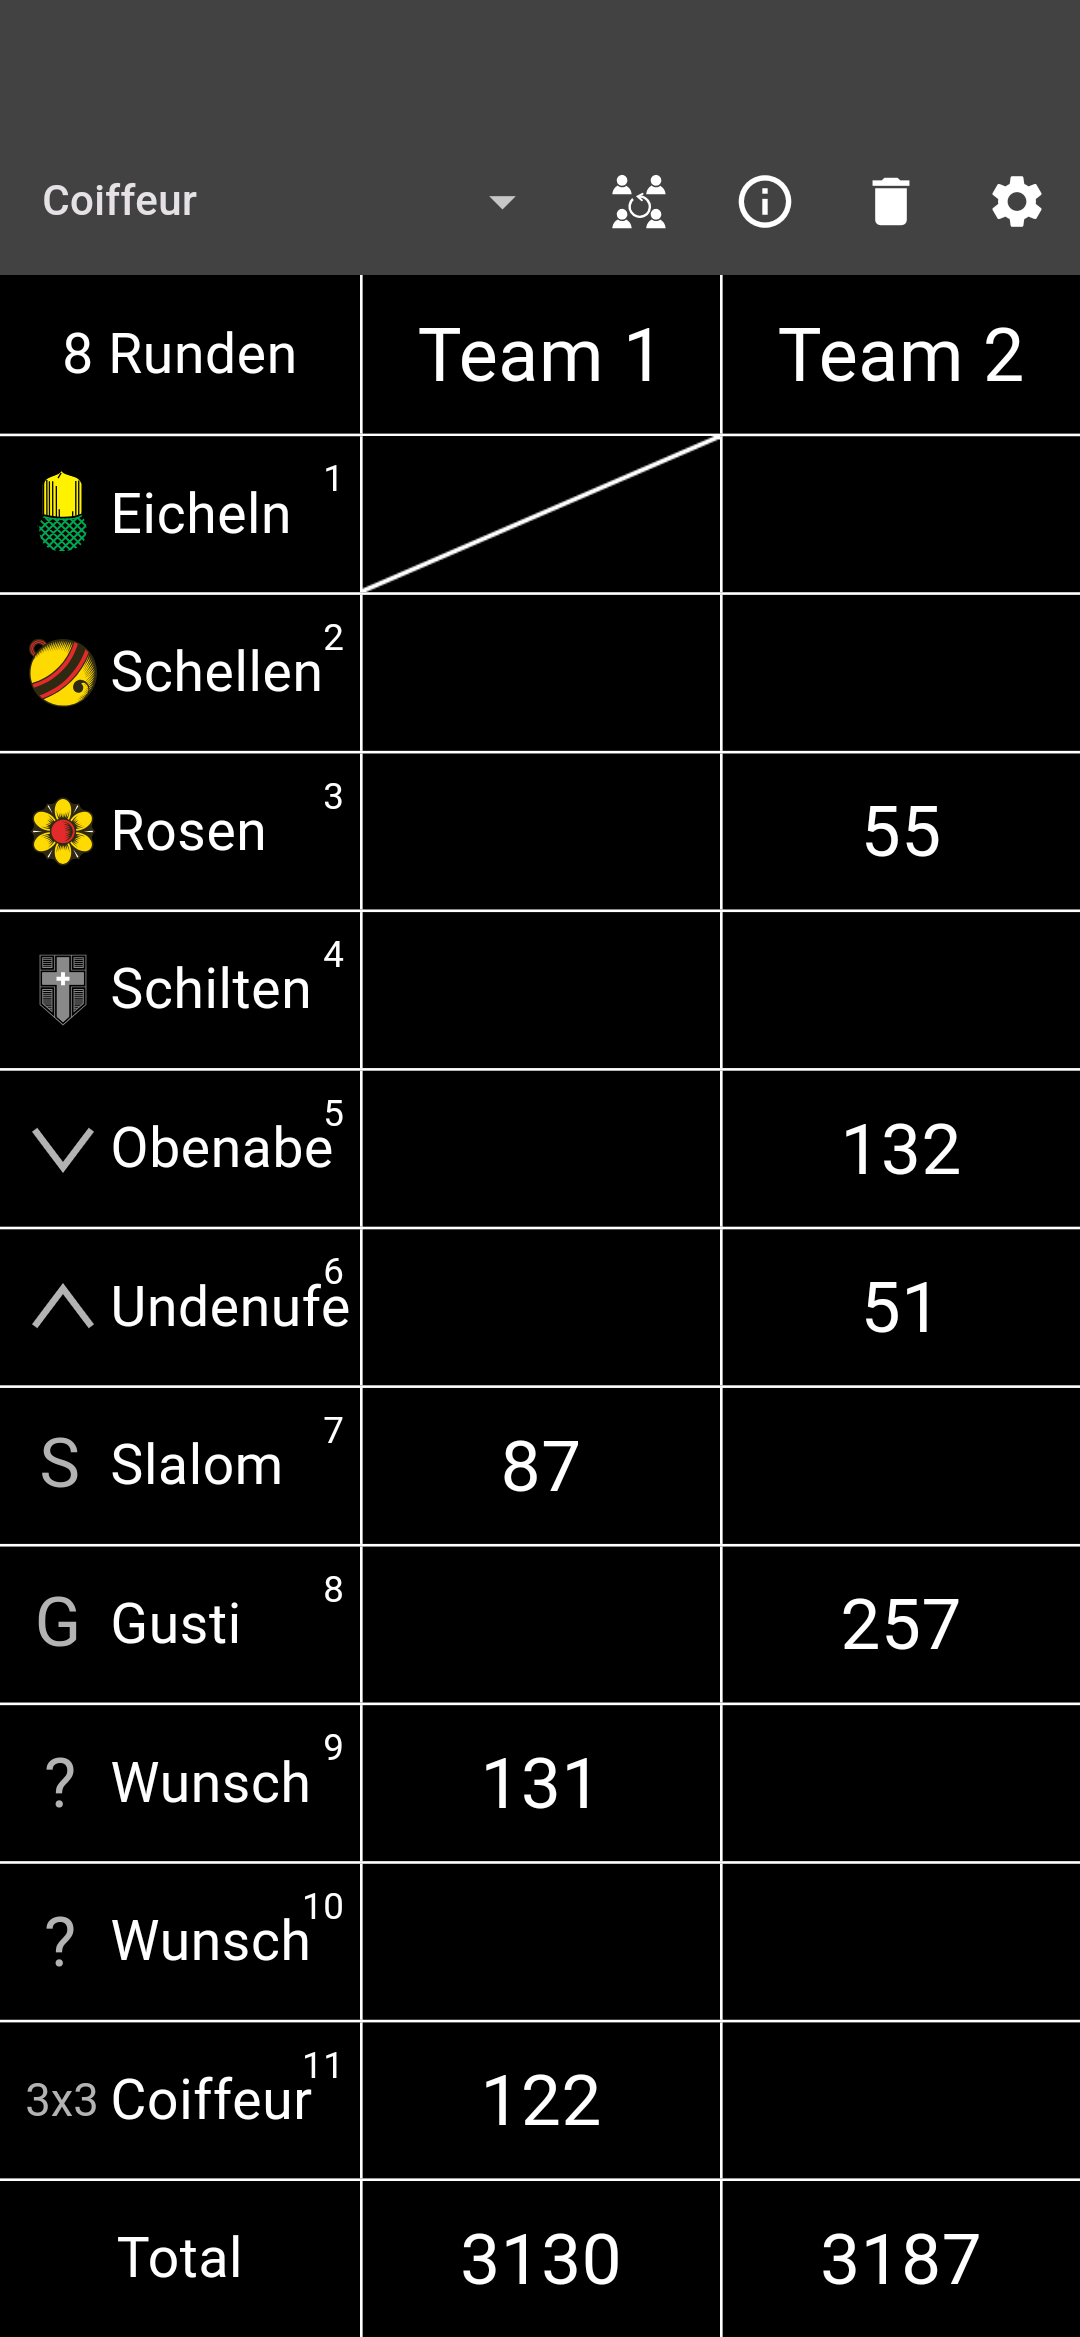 Coiffeur
8 Runden Team 1 Team 2
Eicheln 1
Schellen 2
Rosen 3 55
Schilten 4
Obenabe 5 132
Undenufe 6 51
S Slalom 7 87
G Gusti 8 257
? Wunsch 9 131
? Wunsch 10
3x3 Coiffeur 11 122
Total 3130 3187